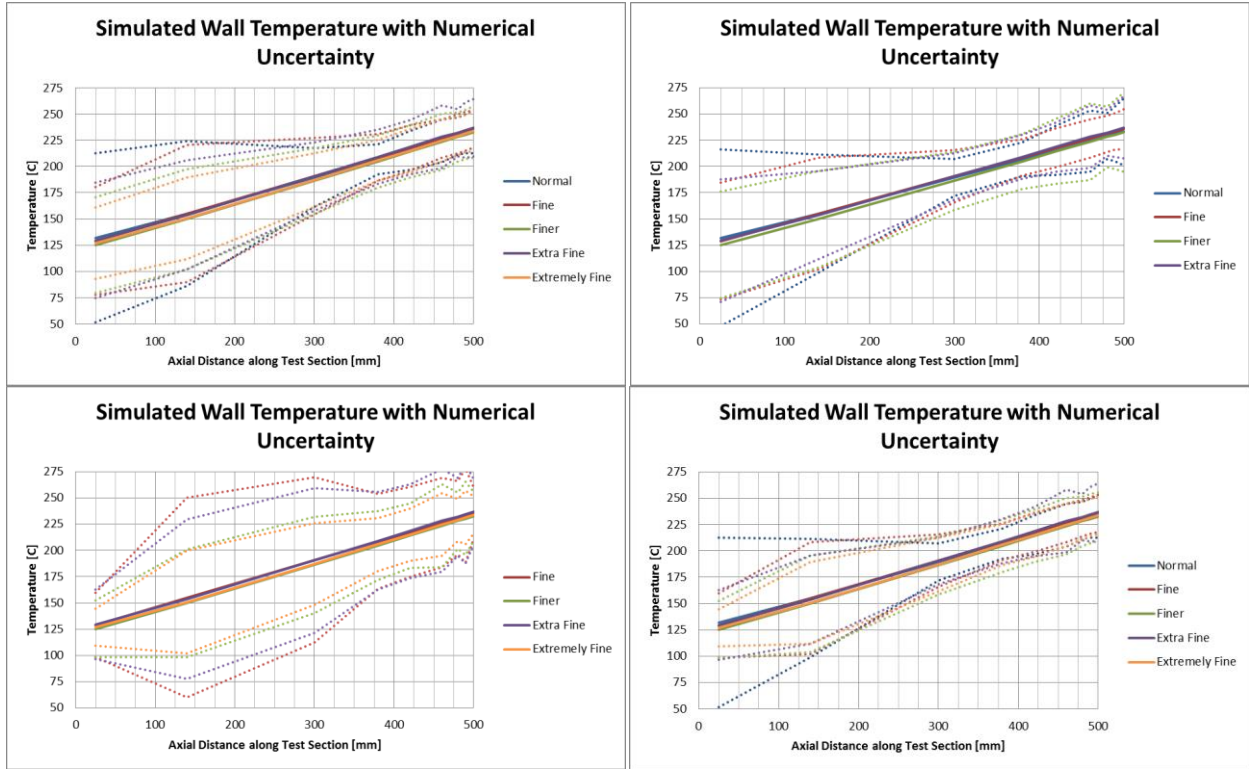 Simulated Wall Temperature with Numerical
Uncertainty
275
250
225
200
175
150
125
100
75
50
Temperature [C]
0
100
200
300
400
500
Axial Distance along Test Section [mm]
Normal
Fine
Finer
Extra Fine
Extremely Fine
Simulated Wall Temperature with Numerical
Uncertainty
275
250
225
200
175
150
125
100
75
50
Temperature [C]
0
100
200
300
400
500
Axial Distance along Test Section [mm]
Normal
Fine
Finer
Extra Fine
Simulated Wall Temperature with Numerical
Uncertainty
275
250
225
200
175
150
125
100
75
50
Temperature [C]
0
100
200
300
400
500
Axial Distance along Test Section [mm]
Fine
Finer
Extra Fine
Extremely Fine
Simulated Wall Temperature with Numerical
Uncertainty
275
250
225
200
175
150
125
100
75
50
Temperature [C]
0
100
200
300
400
500
Axial Distance along Test Section [mm]
Normal
Fine
Finer
Extra Fine
Extremely Fine